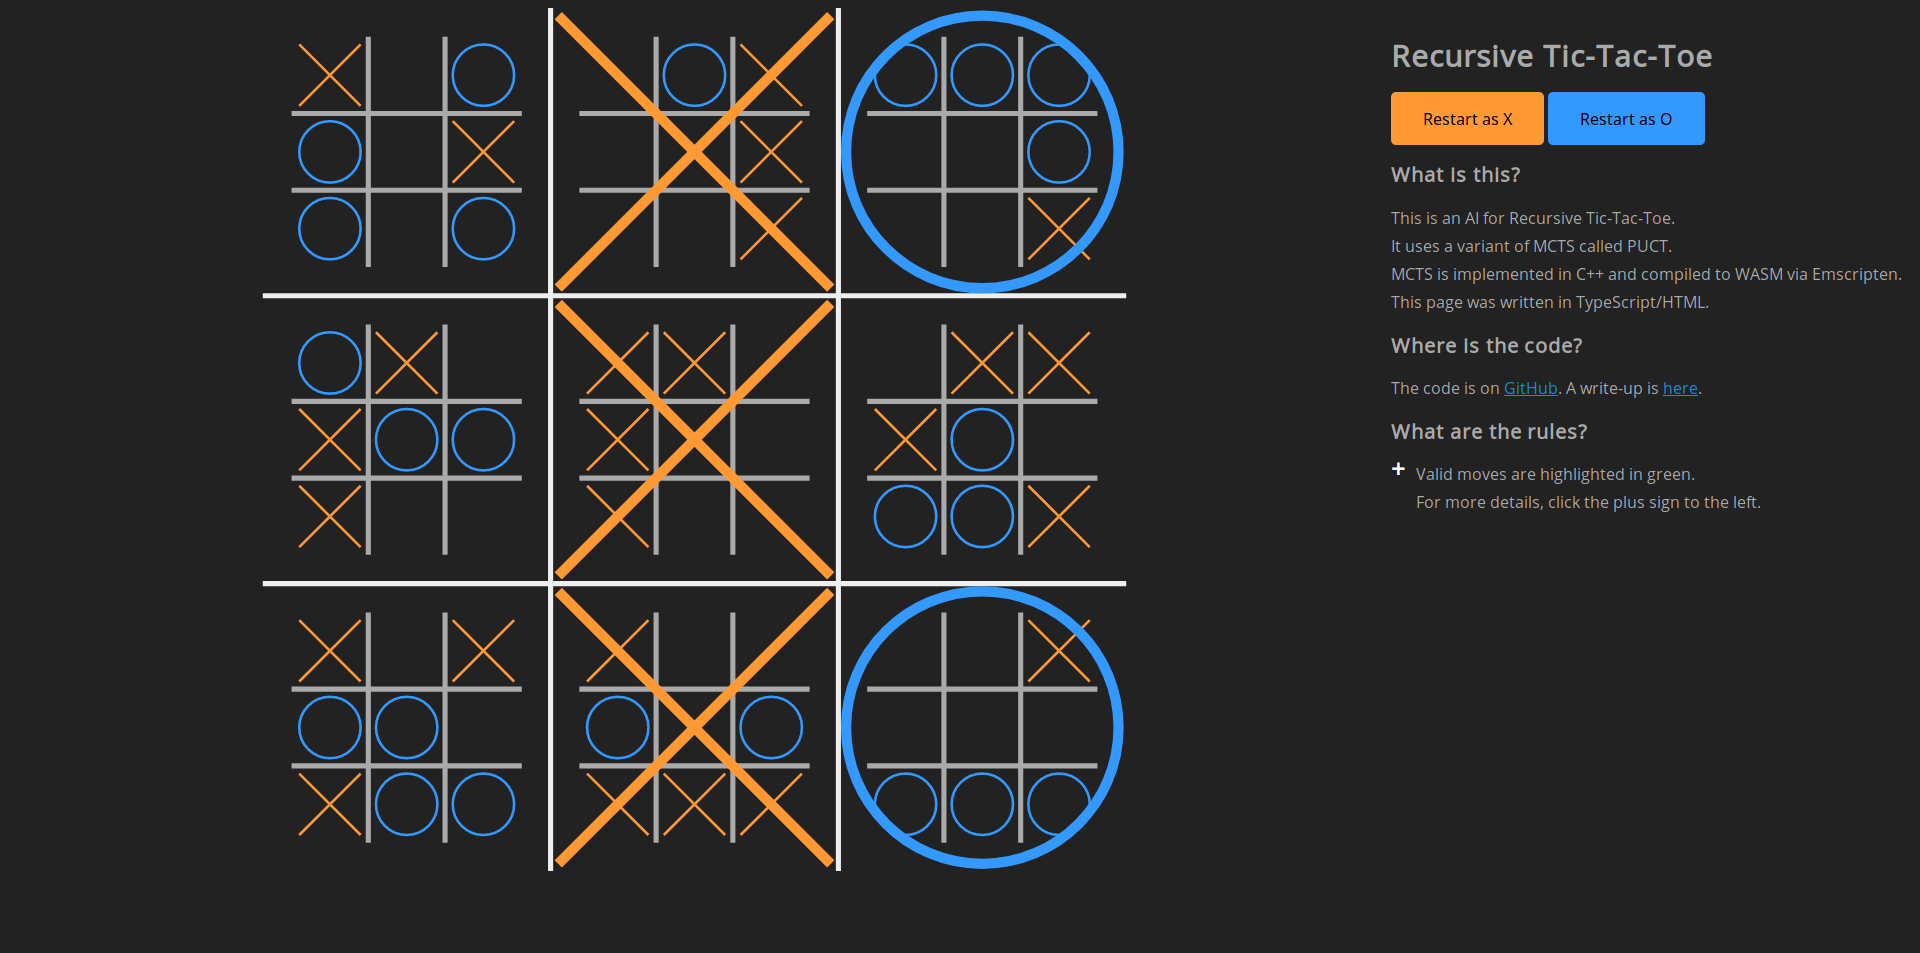 Recursive Tic-Tac-Toe
Restart as X
Restart as O
What is this?
This is an AI for Recursive Tic-Tac-Toe.
It uses a variant of MCTS called PUCT.
MCTS is implemented in C++ and compiled to WASM via Emscripten.
This page was written in TypeScript/HTML.
Where is the code?
The code is on GitHub. A write-up is here.
What are the rules?
+ Valid moves are highlighted in green.
For more details, click the plus sign to the left.